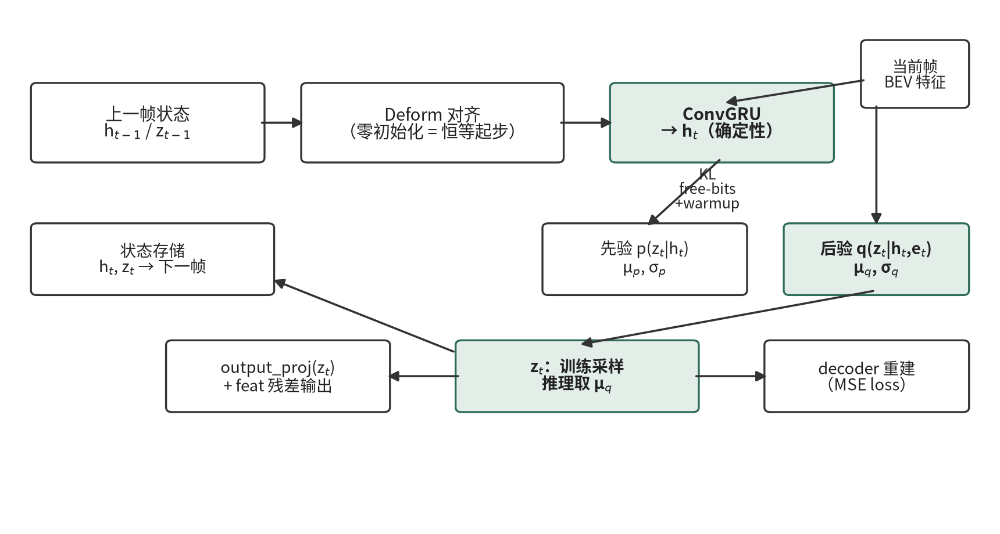 当前帧
BEV 特征
上一帧状态
hₜ₋₁ / zₜ₋₁
Deform 对齐
（零初始化 = 恒等起步）
ConvGRU
→ hₜ（确定性）
KL
free-bits
+warmup
状态存储
hₜ, zₜ → 下一帧
先验 p(zₜ|hₜ)
μₚ, σₚ
后验 q(zₜ|hₜ,eₜ)
μ_q, σ_q
output_proj(zₜ)
+ feat 残差输出
zₜ：训练采样
推理取 μ_q
decoder 重建
（MSE loss）